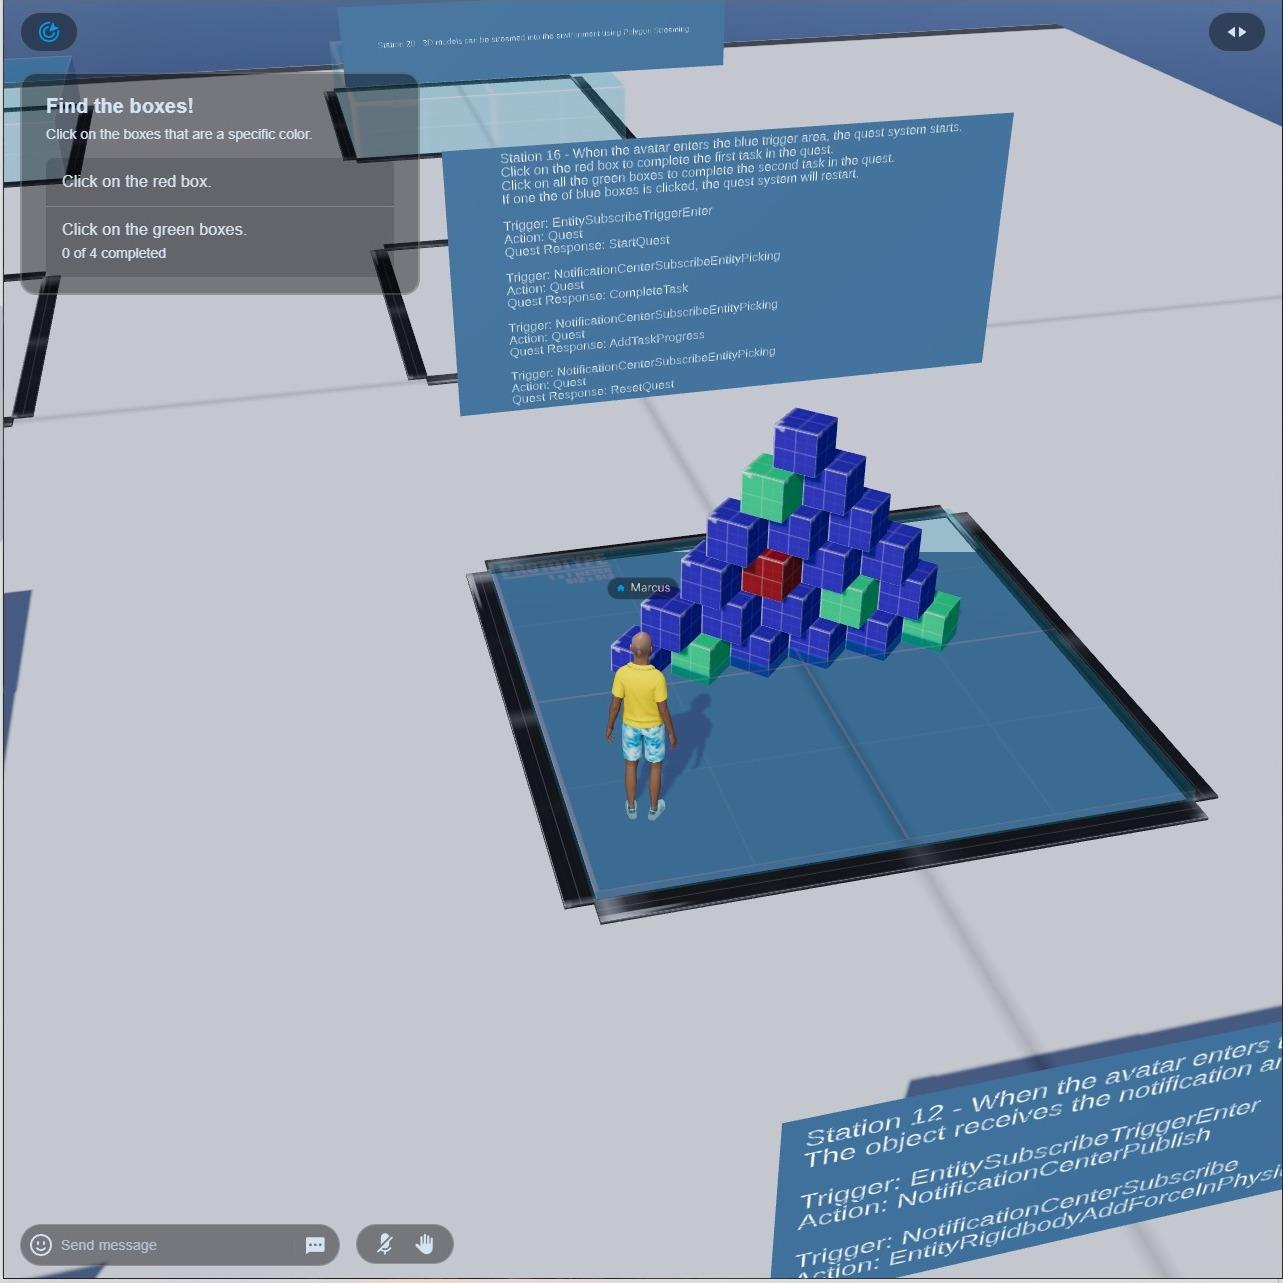 Station 20 - 3D models can be streamed into the environment using Polygon Streaming.
Find the boxes!
Click on the boxes that are a specific color.
Click on the red box.
Click on the green boxes.
0 of 4 completed
Station 16 - When the avatar enters the blue trigger area, the quest system starts.
Click on the red box to complete the first task in the quest.
Click on all the green boxes to complete the second task in the quest.
If one the of blue boxes is clicked, the quest system will restart.
Trigger: EntitySubscribeTriggerEnter
Action: Quest
Quest Response: StartQuest
Trigger: NotificationCenterSubscribeEntityPicking
Action: Quest
Quest Response: CompleteTask
Trigger: NotificationCenterSubscribeEntityPicking
Action: Quest
Quest Response: AddTaskProgress
Trigger: NotificationCenterSubscribeEntityPicking
Action: Quest
Quest Response: ResetQuest
PROTOTYPE
Marcus
Station 12 - When the avatar enters t
The object receives the notification a
Trigger: EntitySubscribeTriggerEnter
Action: NotificationCenterPublish
Trigger: NotificationCenterSubscribe
Action: EntityRigidbodyAddForceInPhysi
Send message